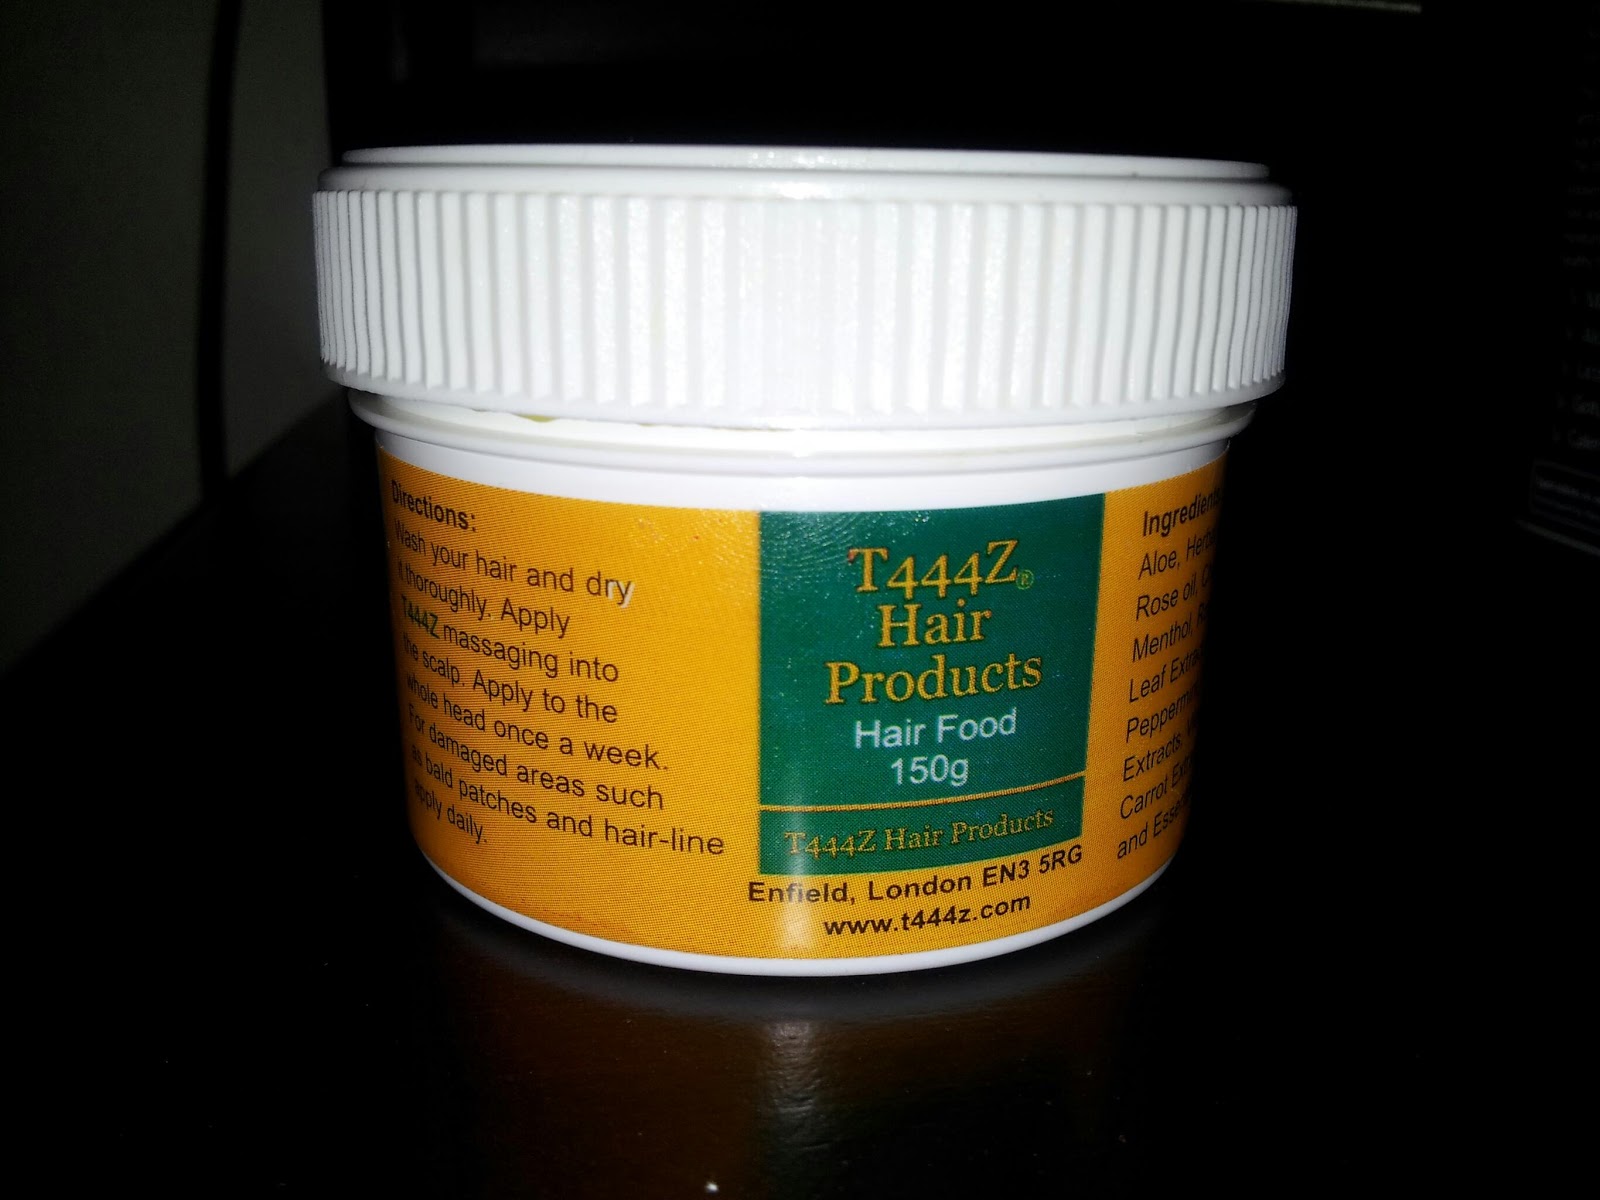 Directions:
Wash your hair and dry
it thoroughly. Apply
T444Z massaging into
the scalp. Apply to the
whole head once a week.
For damaged areas such
as bald patches and hair-line
apply daily.
T444Z®
Hair
Products
Hair Food
150g
T444Z Hair Products
Enfield, London EN3 5RG
www.t444z.com
Ingredients
Aloe,
Rose oil,
Menthol,
Leaf
Extracts,
Carrot
and